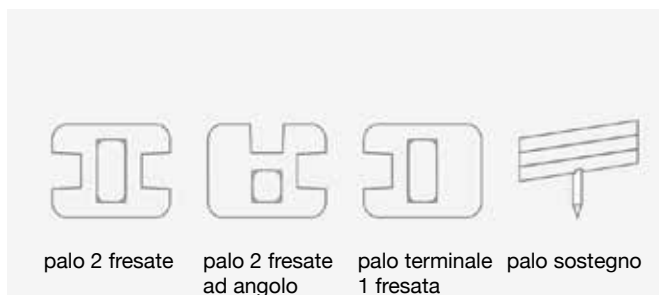 palo 2 fresate
palo 2 fresate
ad angolo
palo terminale
1 fresata
palo sostegno